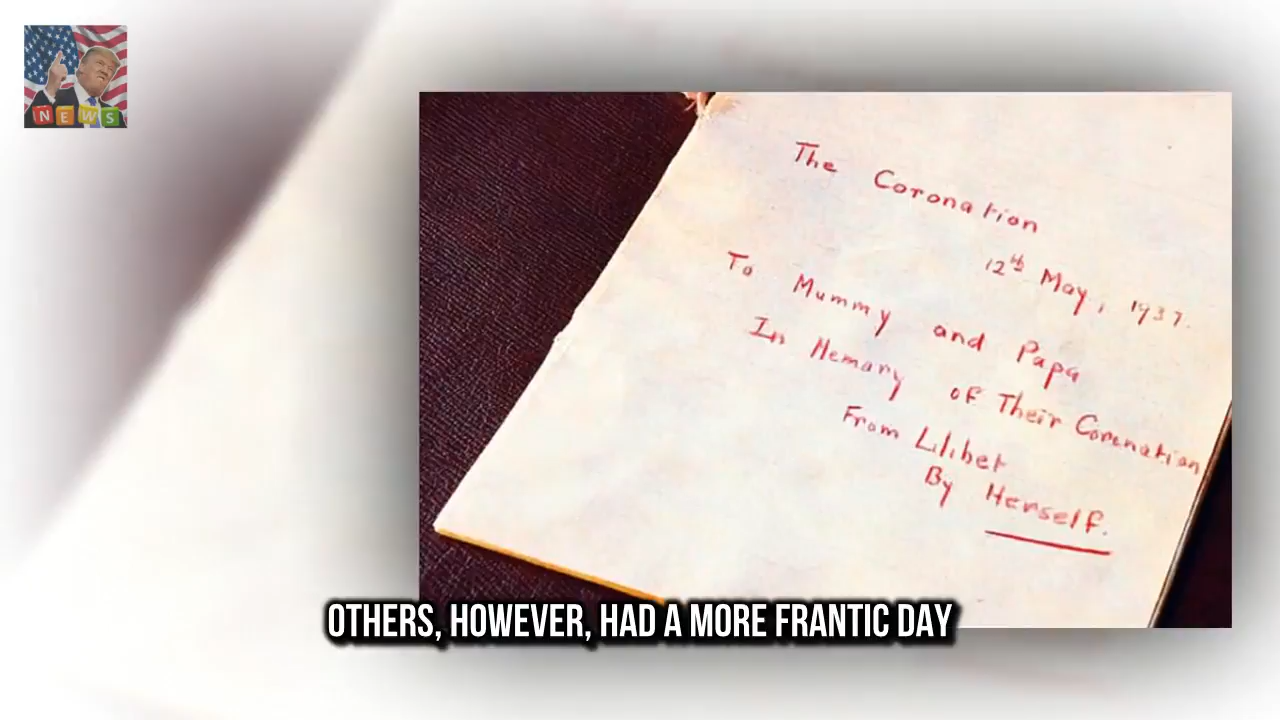 NEWS
The Coronation
12th May, 1937.
To Mummy and Papa
In Memary of Their Coronation
From Lilibet
By Herself.
OTHERS, HOWEVER, HAD A MORE FRANTIC DAY